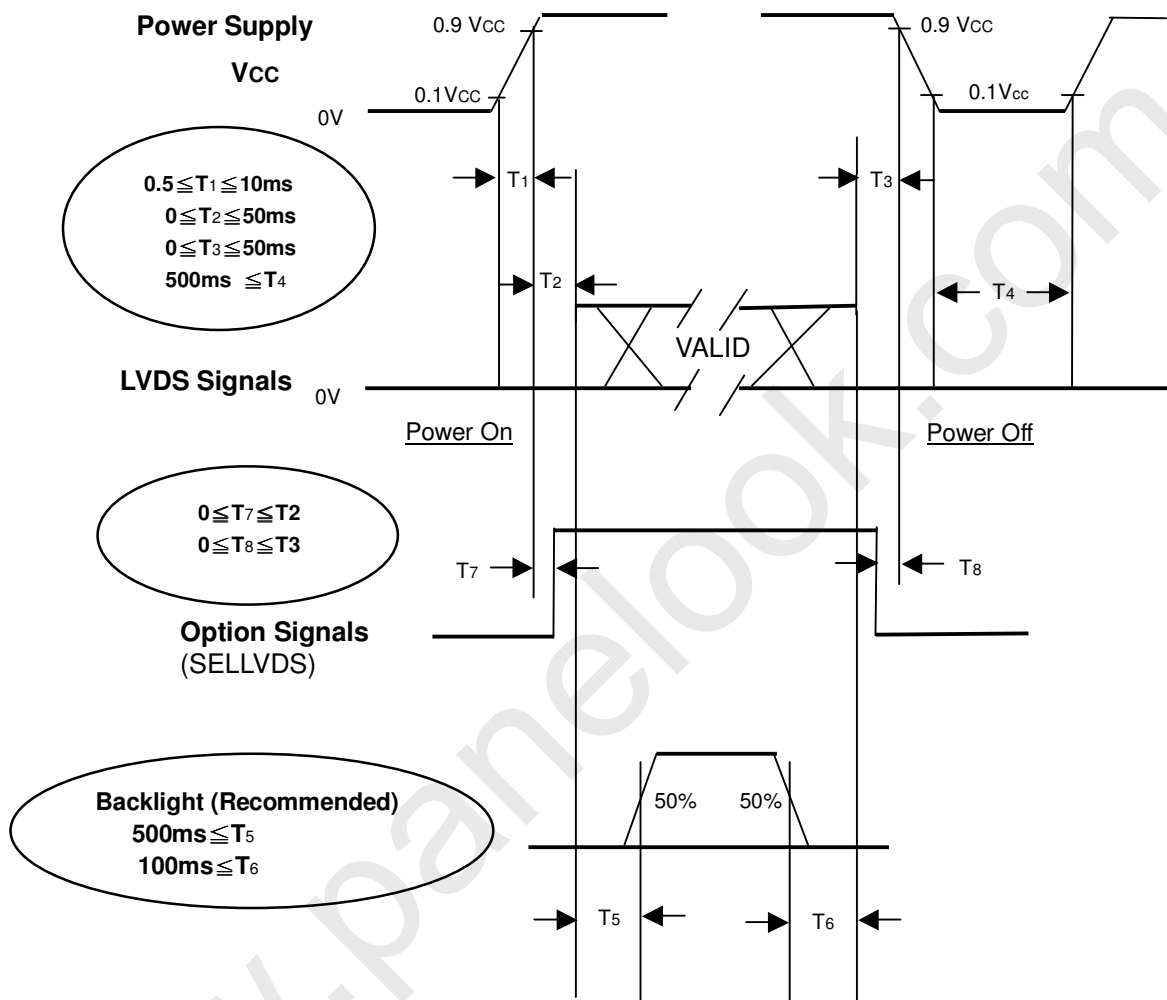 Power Supply
VCC
0.9 VCC
0.9 VCC
0.1VCC
0.1Vcc
0V
0.5≦T1≦10ms
0≦T2≦50ms
0≦T3≦50ms
500ms ≦T4
T1
T3
T2
T4
VALID
LVDS Signals
0V
Power On
Power Off
0≦T7≦T2
0≦T8≦T3
T7
T8
Option Signals
(SELLVDS)
Backlight (Recommended)
500ms≦T5
100ms≦T6
50%
50%
T5
T6
.panelook.com